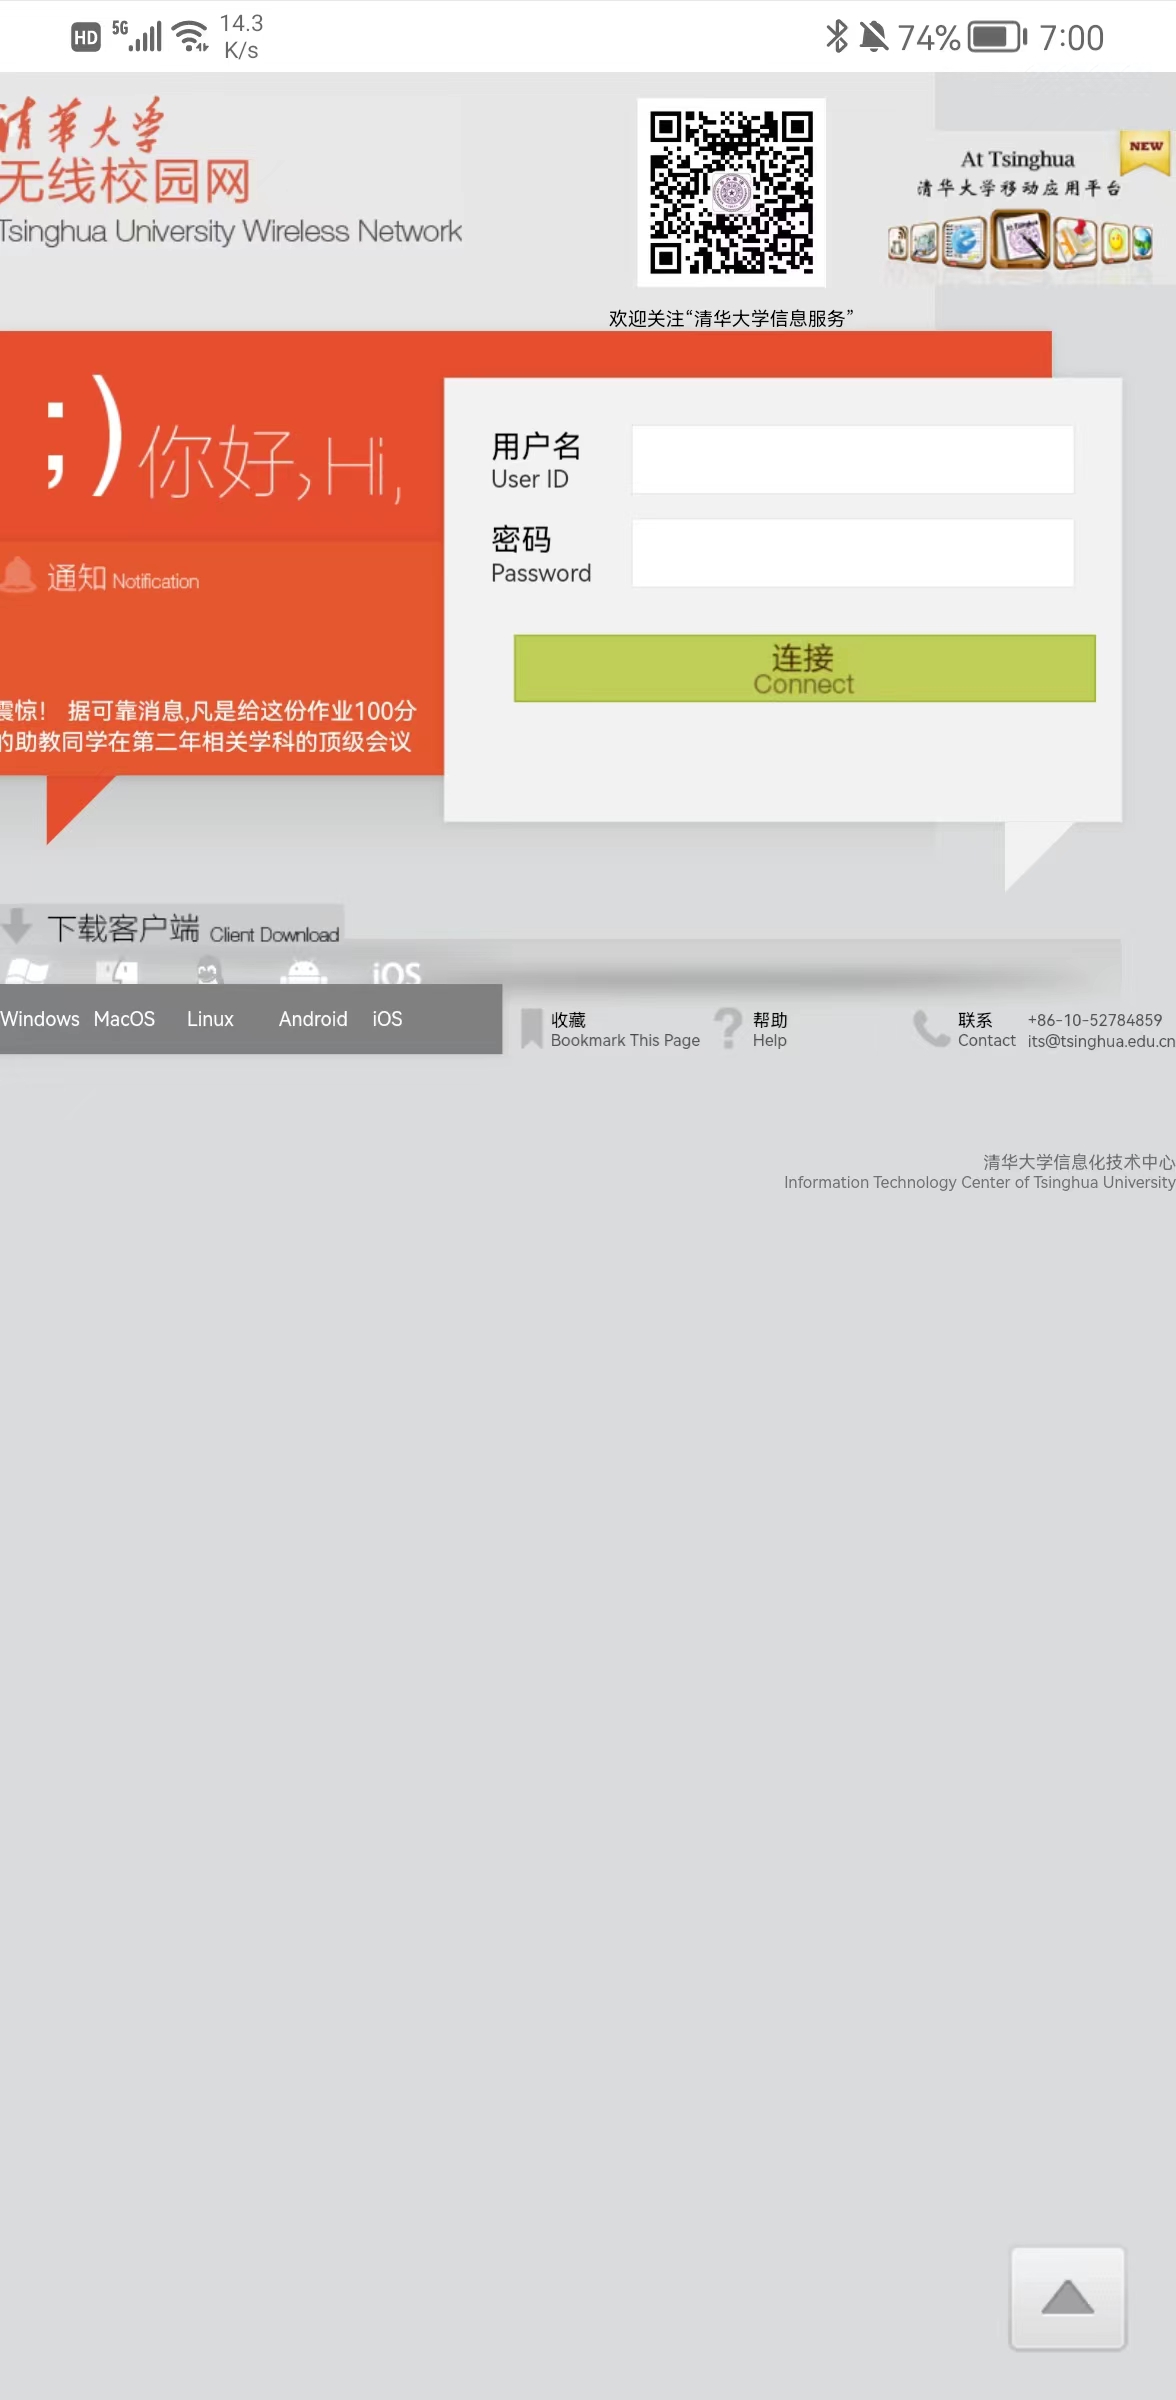 HD 5G 14.3 K/s 74% 7:00
清華大学
无线校园网
Tsinghua University Wireless Network
At Tsinghua
NEW
清华大学移动应用平台
欢迎关注“清华大学信息服务”
;)你好,Hi,
用户名
User ID
密码
Password
通知 Notification
连接
Connect
震惊！ 据可靠消息,凡是给这份作业100分
的助教同学在第二年相关学科的顶级会议
下载客户端 Client Download
iOS
Windows MacOS Linux Android iOS
收藏
Bookmark This Page
帮助
Help
联系
Contact
+86-10-52784859
its@tsinghua.edu.cn
清华大学信息化技术中心
Information Technology Center of Tsinghua University